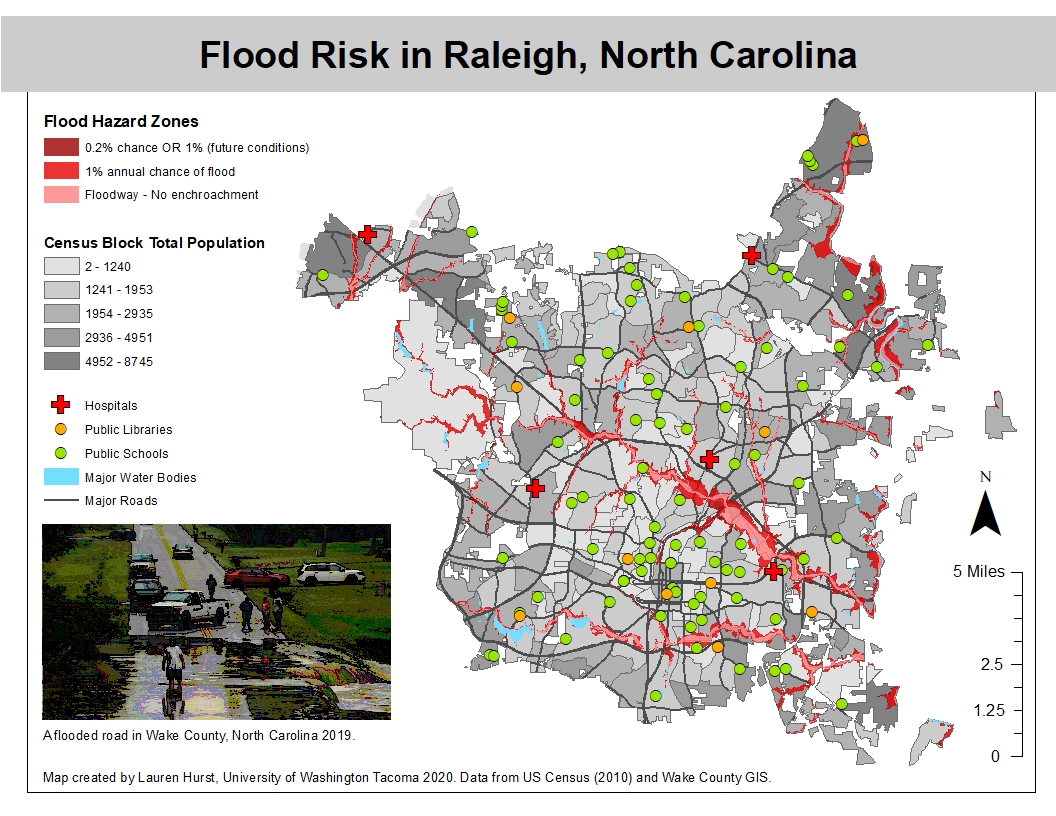 Flood Risk in Raleigh, North Carolina
Flood Hazard Zones
0.2% chance OR 1% (future conditions)
1% annual chance of flood
Floodway - No enchroachment
Census Block Total Population
2 - 1240
1241 - 1953
1954 - 2935
2936 - 4951
4952 - 8745
Hospitals
Public Libraries
Public Schools
Major Water Bodies
Major Roads
N
5 Miles
2.5
1.25
0
A flooded road in Wake County, North Carolina 2019.
Map created by Lauren Hurst, University of Washington Tacoma 2020. Data from US Census (2010) and Wake County GIS.